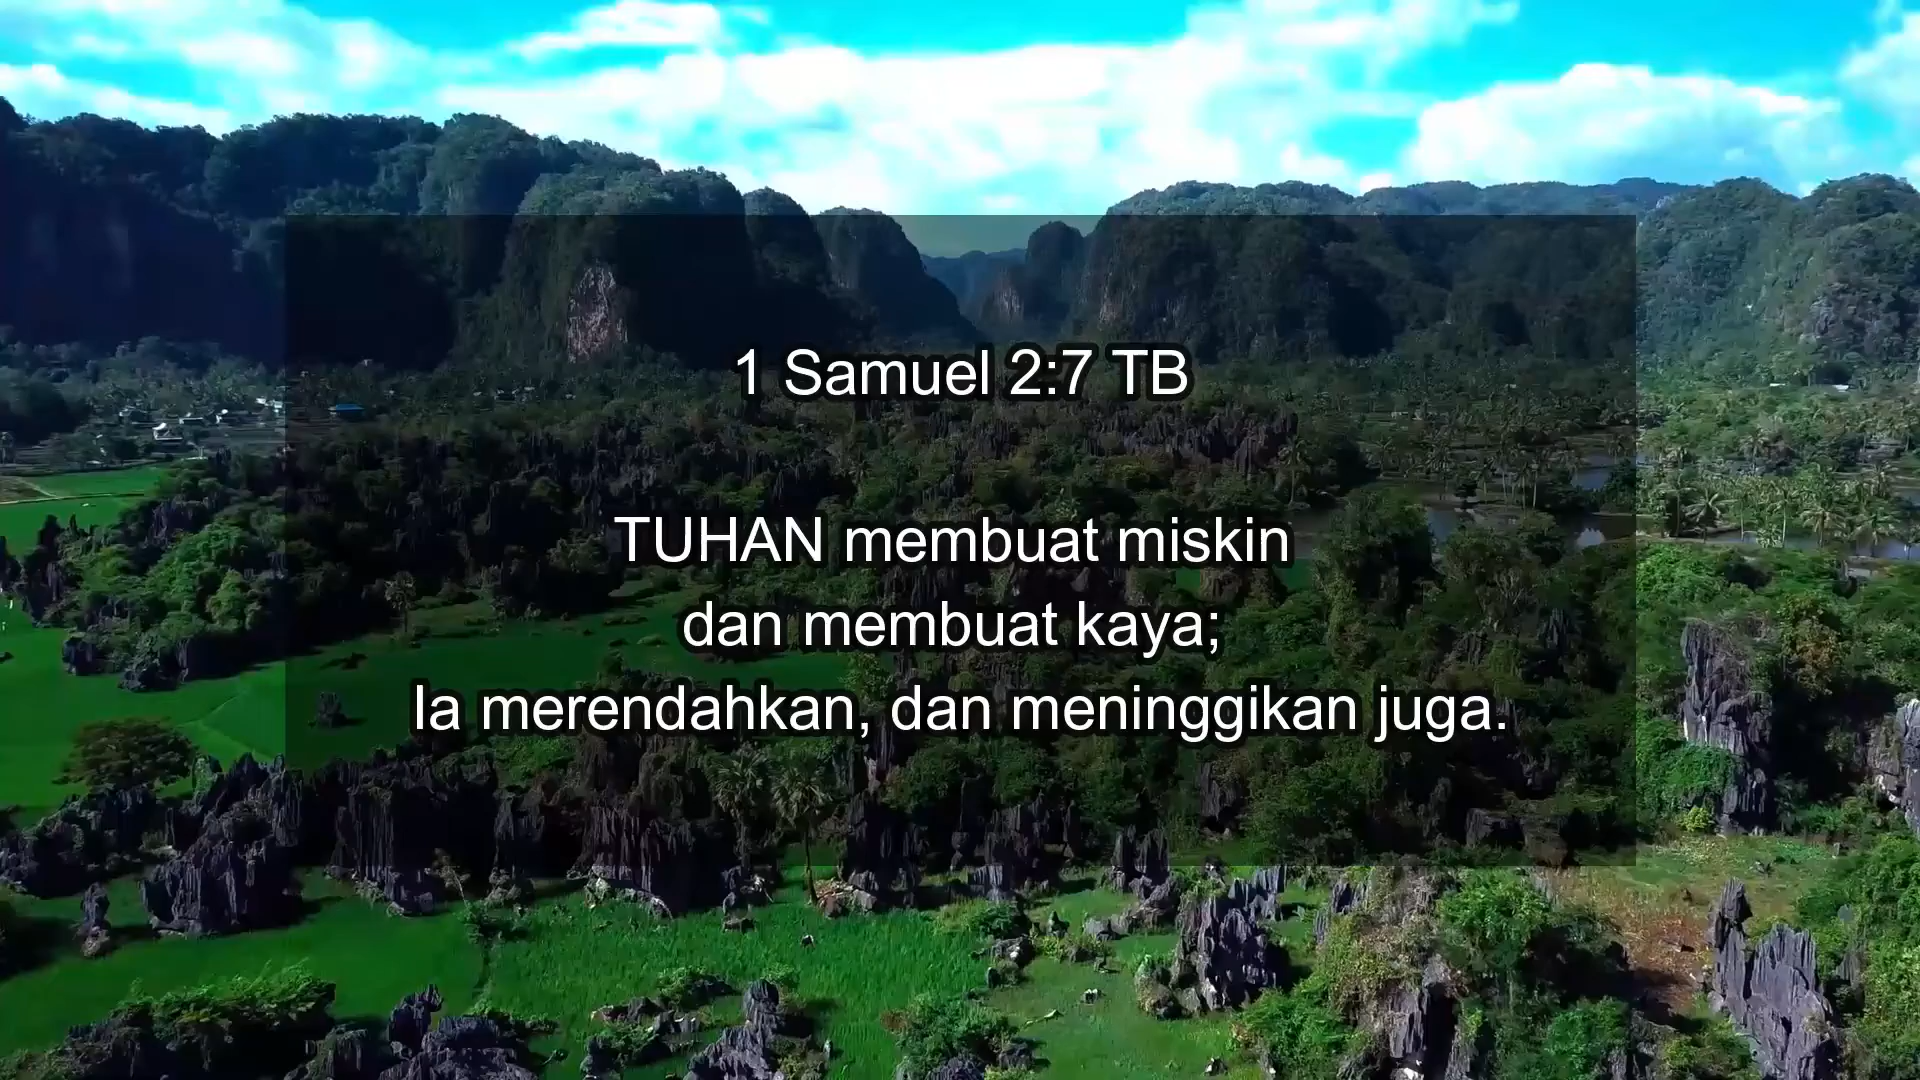 1 Samuel 2:7 TB
TUHAN membuat miskin
dan membuat kaya;
Ia merendahkan, dan meninggikan juga.